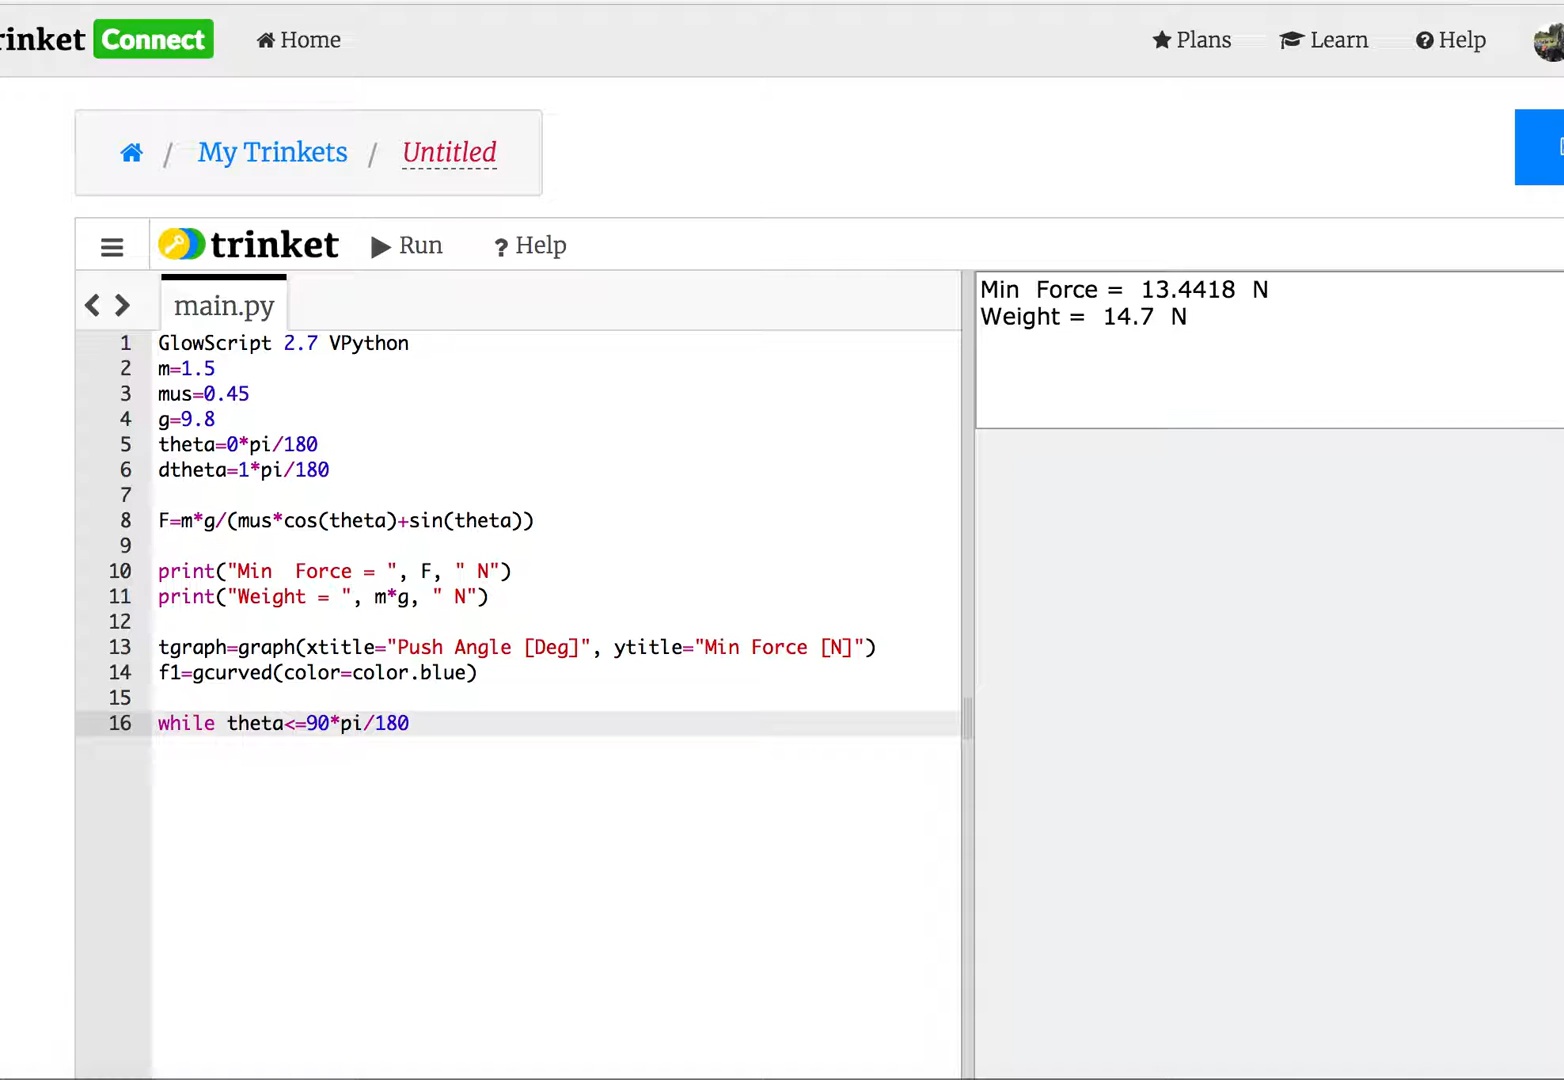 rinket Connect Home Plans Learn Help
/ My Trinkets / Untitled
trinket Run ? Help
main.py
1 GlowScript 2.7 VPython
2 m=1.5
3 mus=0.45
4 g=9.8
5 theta=0*pi/180
6 dtheta=1*pi/180
7
8 F=m*g/(mus*cos(theta)+sin(theta))
9
10 print("Min  Force = ", F, " N")
11 print("Weight = ", m*g, " N")
12
13 tgraph=graph(xtitle="Push Angle [Deg]", ytitle="Min Force [N]")
14 f1=gcurved(color=color.blue)
15
16 while theta<=90*pi/180
Min  Force =  13.4418  N
Weight =  14.7  N